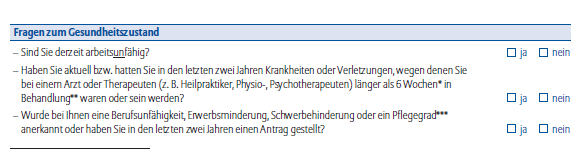 Fragen zum Gesundheitszustand
– Sind Sie derzeit arbeitsunfähig? ja nein
– Haben Sie aktuell bzw. hatten Sie in den letzten zwei Jahren Krankheiten oder Verletzungen, wegen denen Sie
bei einem Arzt oder Therapeuten (z. B. Heilpraktiker, Physio-, Psychotherapeuten) länger als 6 Wochen* in
Behandlung** waren oder sein werden? ja nein
– Wurde bei Ihnen eine Berufsunfähigkeit, Erwerbsminderung, Schwerbehinderung oder ein Pflegegrad***
anerkannt oder haben Sie in den letzten zwei Jahren einen Antrag gestellt? ja nein